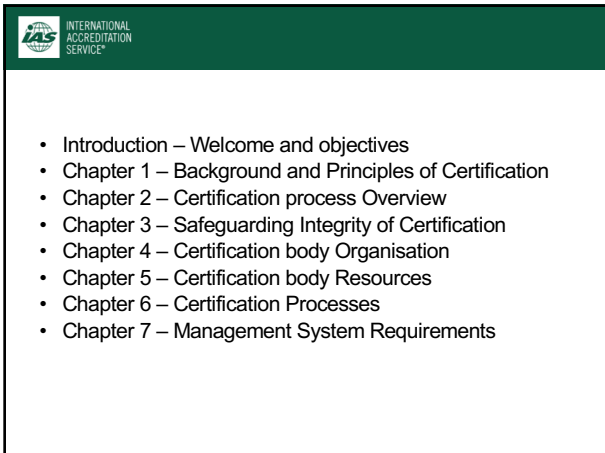 iAS
INTERNATIONAL
ACCREDITATION
SERVICE®
• Introduction – Welcome and objectives
• Chapter 1 – Background and Principles of Certification
• Chapter 2 – Certification process Overview
• Chapter 3 – Safeguarding Integrity of Certification
• Chapter 4 – Certification body Organisation
• Chapter 5 – Certification body Resources
• Chapter 6 – Certification Processes
• Chapter 7 – Management System Requirements